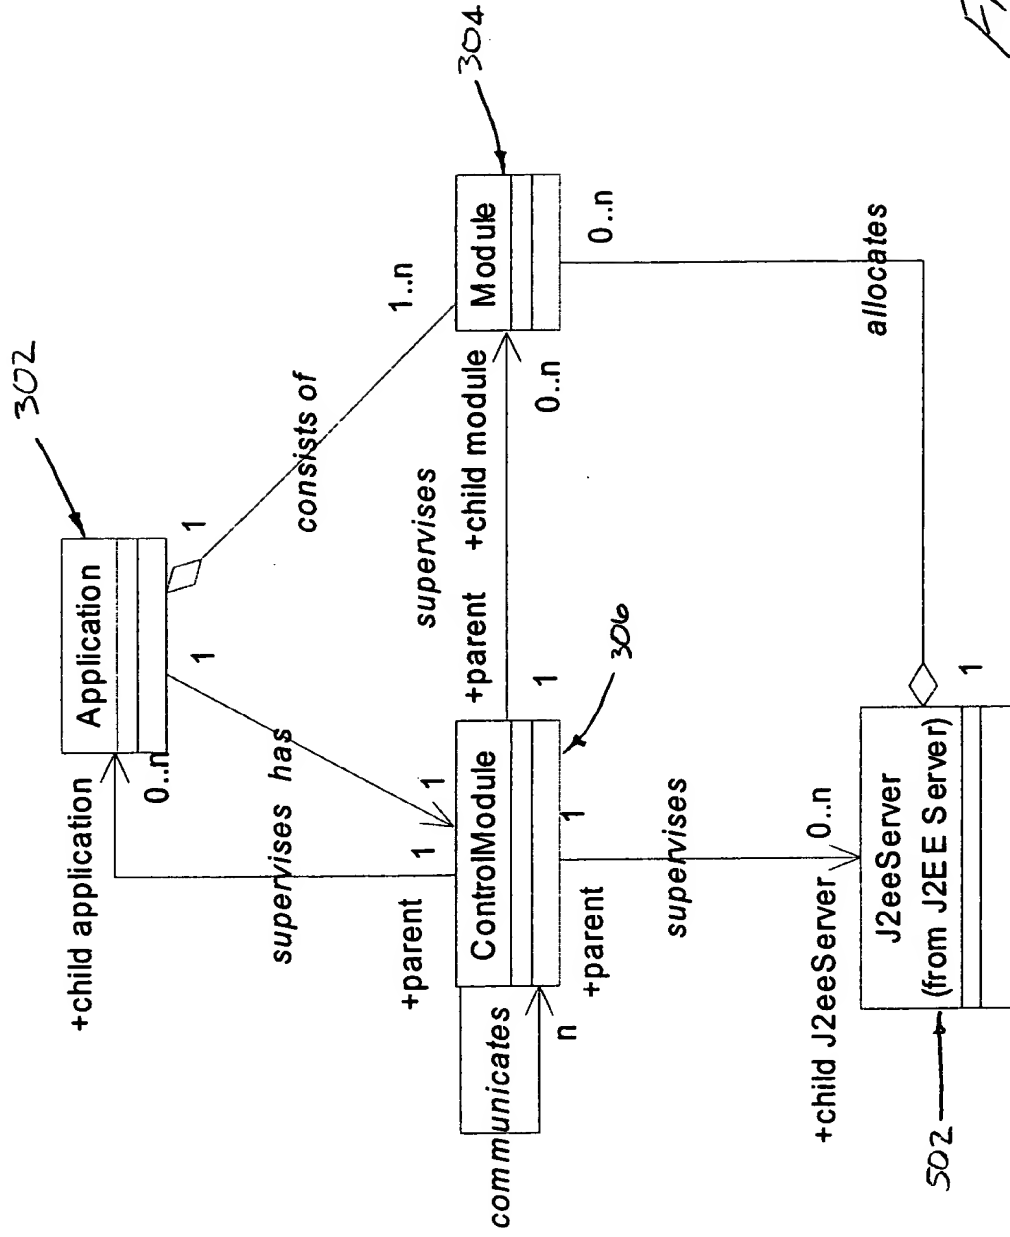 302
Application
1
consists of
1..n
304
Module
0..n
allocates
1
has
supervises
+child application
0..n
1
1
+parent
supervises
+parent
+child module
0..n
1
306
ControlModule
communicates
n
1
+parent
supervises
+child J2eeServer
0..n
J2eeServer
(from J2EE Server)
1
502